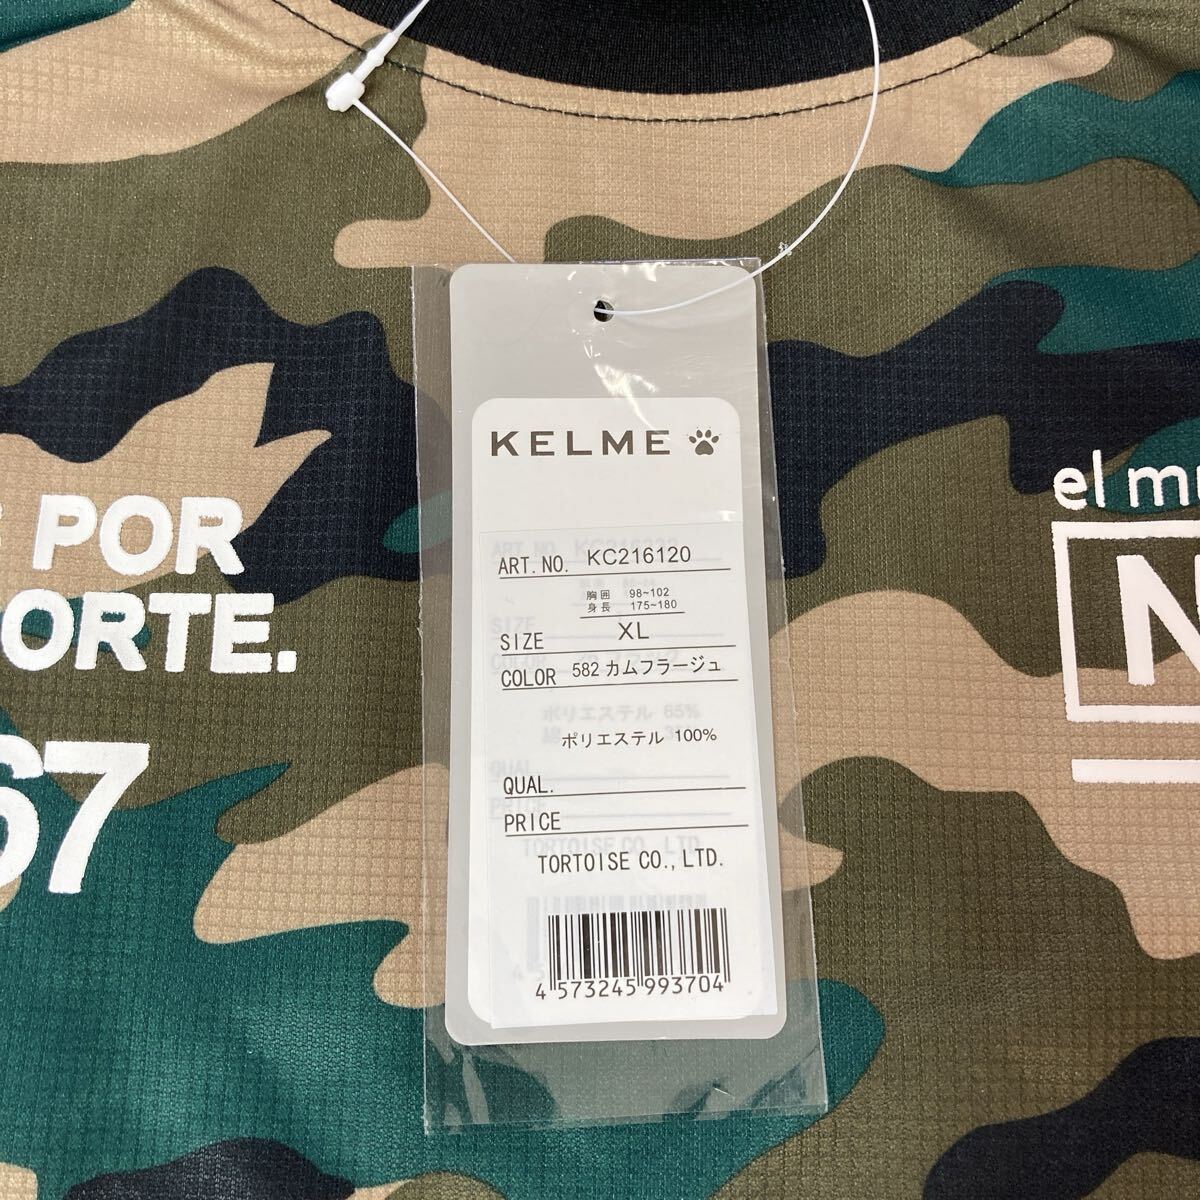 KELME
ART. NO. KC216120
胸囲 98~102
身長 175~180
SIZE XL
COLOR 582 カムフラージュ
ポリエステル 100%
QUAL.
PRICE
TORTOISE CO., LTD.
4 573245 993704
POR
ORTE.
67
el
N